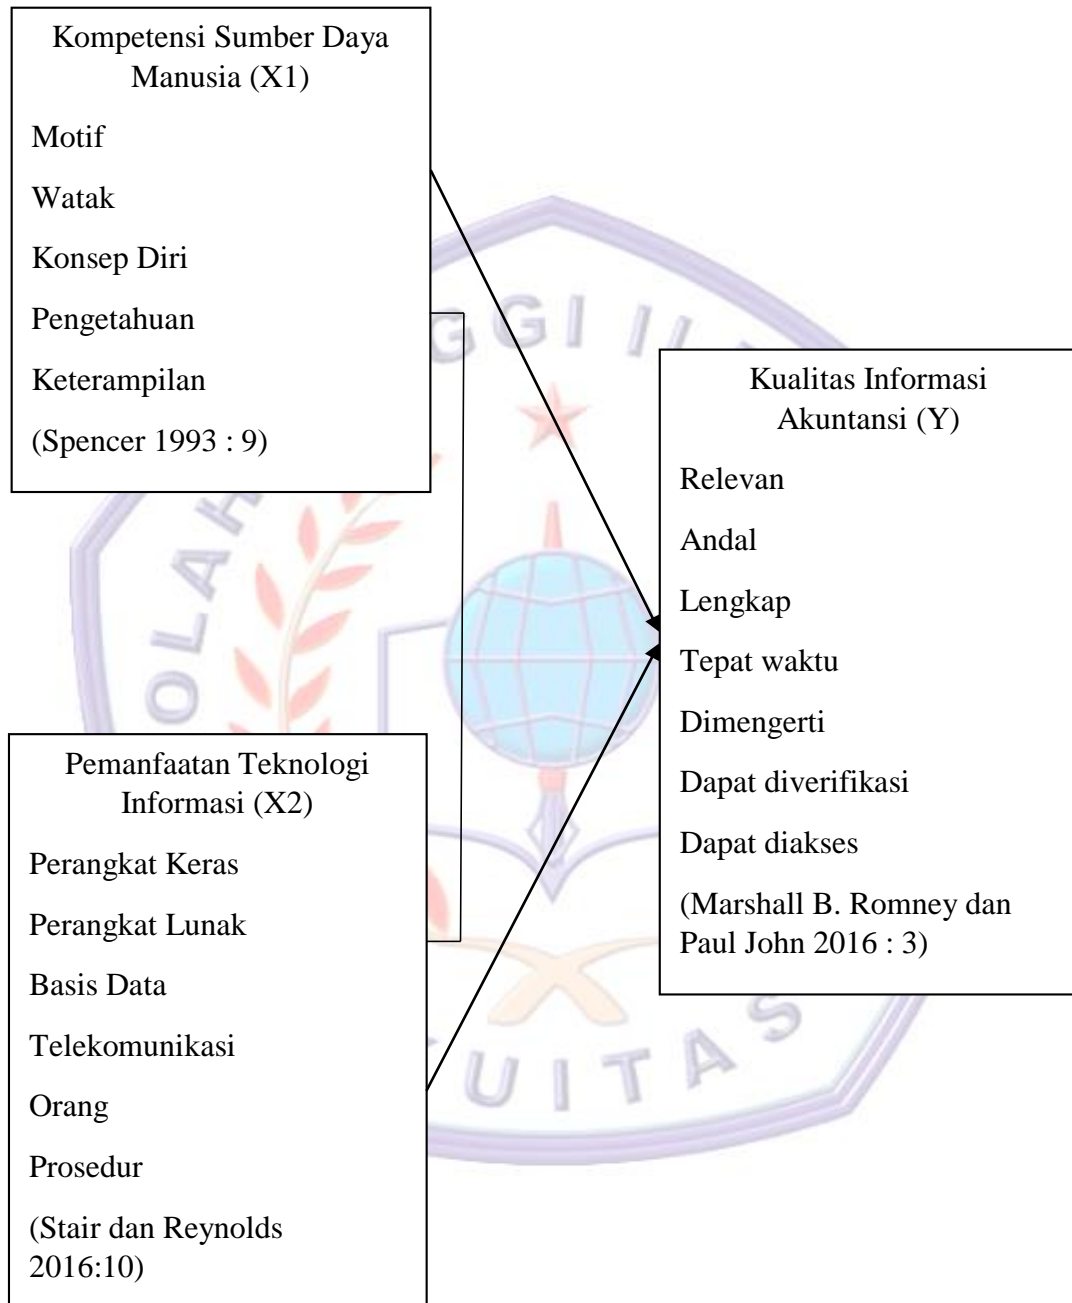 Kompetensi Sumber Daya
Manusia (X1)
Motif
Watak
Konsep Diri
Pengetahuan
Keterampilan
(Spencer 1993 : 9)
Kualitas Informasi
Akuntansi (Y)
Relevan
Andal
Lengkap
Tepat waktu
Dimengerti
Dapat diverifikasi
Dapat diakses
(Marshall B. Romney dan
Paul John 2016 : 3)
Pemanfaatan Teknologi
Informasi (X2)
Perangkat Keras
Perangkat Lunak
Basis Data
Telekomunikasi
Orang
Prosedur
(Stair dan Reynolds
2016:10)